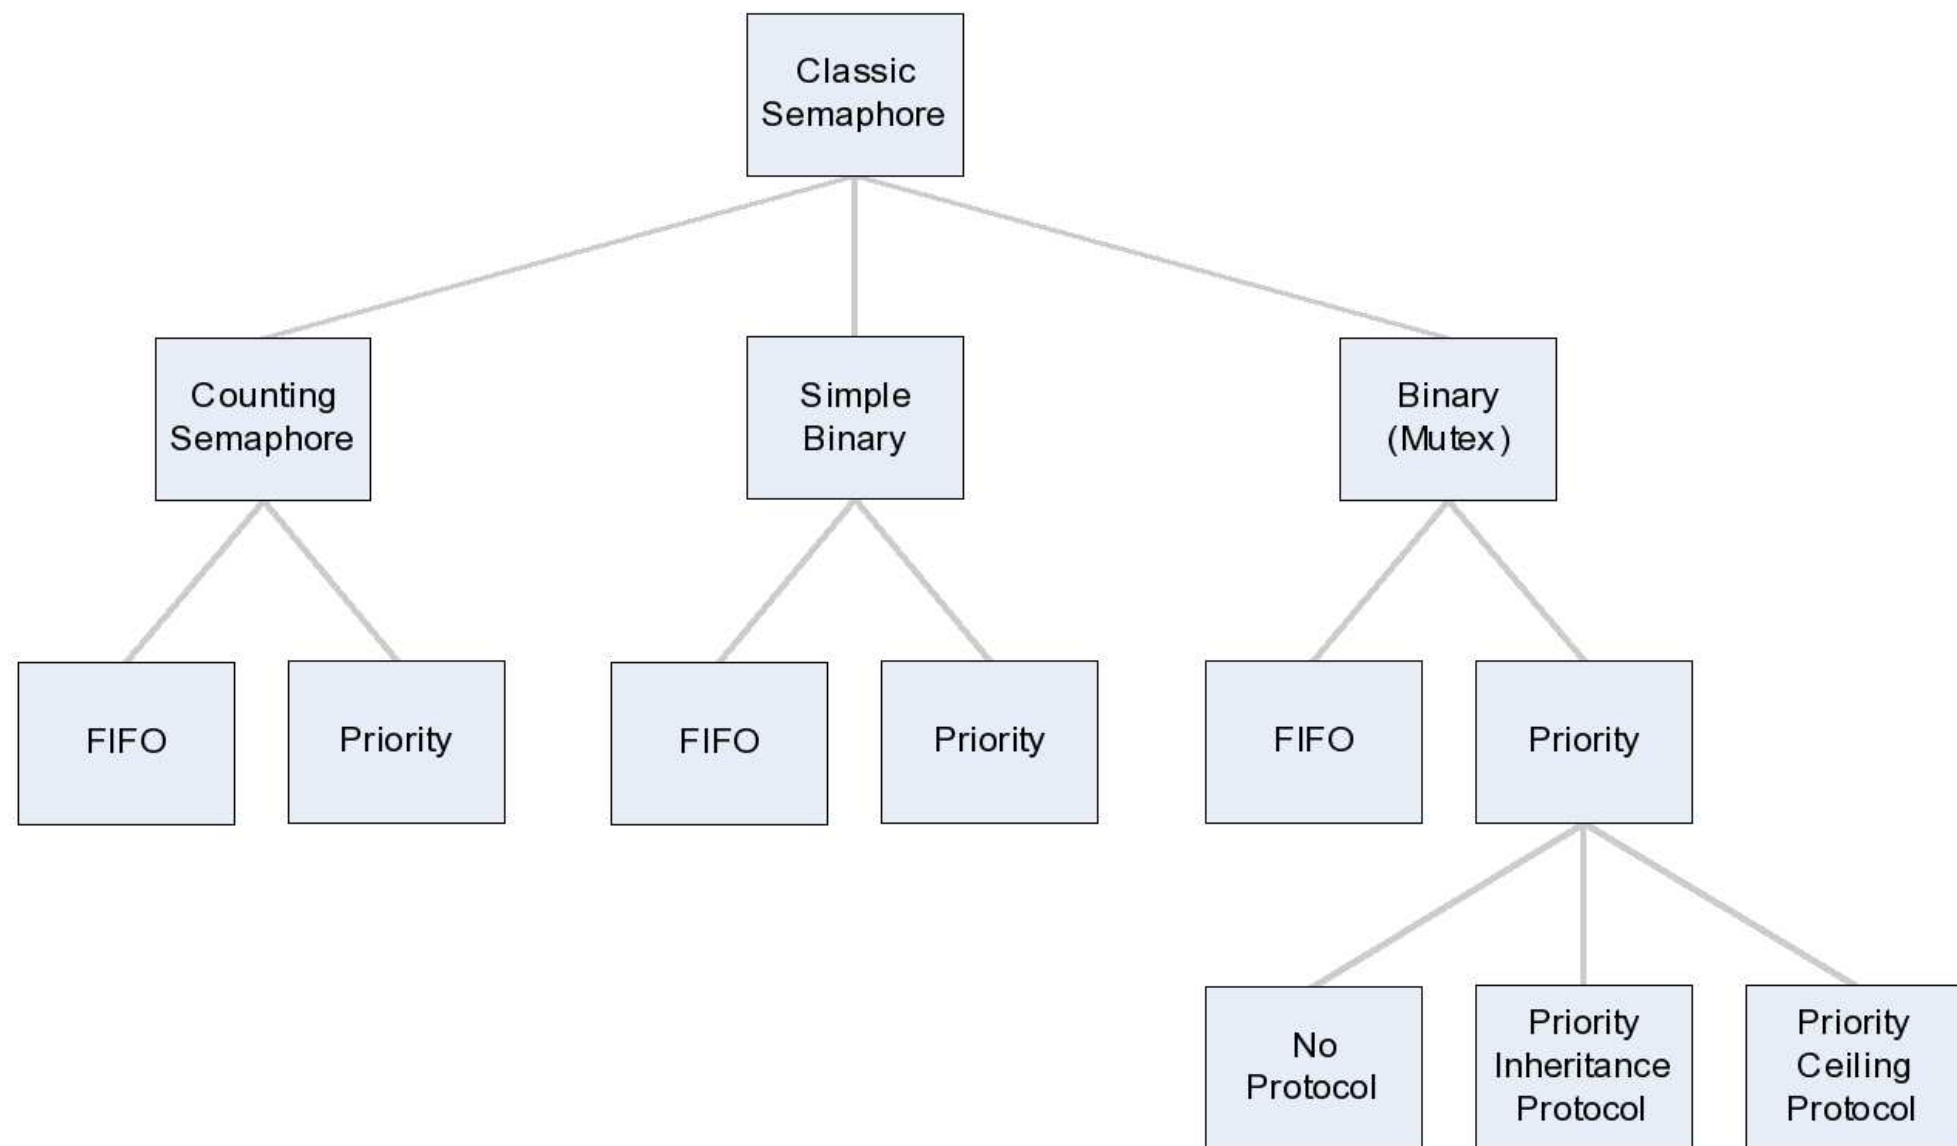 Classic
Semaphore
Counting
Semaphore
Simple
Binary
Binary
(Mutex)
FIFO
Priority
FIFO
Priority
FIFO
Priority
No
Protocol
Priority
Inheritance
Protocol
Priority
Ceiling
Protocol